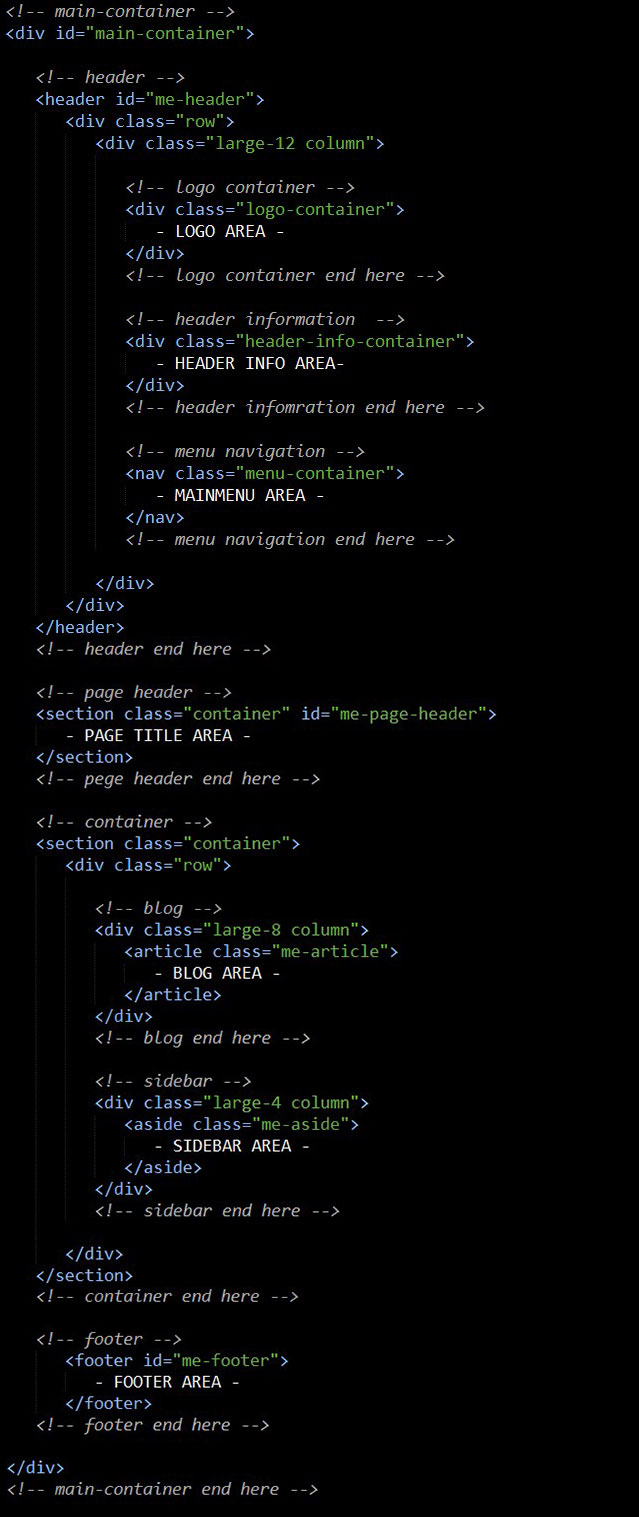 <!-- main-container -->
<div id="main-container">
<!-- header -->
<header id="me-header">
<div class="row">
<div class="large-12 column">
<!-- logo container -->
<div class="logo-container">
- LOGO AREA -
</div>
<!-- logo container end here -->
<!-- header information  -->
<div class="header-info-container">
- HEADER INFO AREA-
</div>
<!-- header infomration end here -->
<!-- menu navigation -->
<nav class="menu-container">
- MAINMENU AREA -
</nav>
<!-- menu navigation end here -->
</div>
</div>
</header>
<!-- header end here -->
<!-- page header -->
<section class="container" id="me-page-header">
- PAGE TITLE AREA -
</section>
<!-- pege header end here -->
<!-- container -->
<section class="container">
<div class="row">
<!-- blog -->
<div class="large-8 column">
<article class="me-article">
- BLOG AREA -
</article>
</div>
<!-- blog end here -->
<!-- sidebar -->
<div class="large-4 column">
<aside class="me-aside">
- SIDEBAR AREA -
</aside>
</div>
<!-- sidebar end here -->
</div>
</section>
<!-- container end here -->
<!-- footer -->
<footer id="me-footer">
- FOOTER AREA -
</footer>
<!-- footer end here -->
</div>
<!-- main-container end here -->